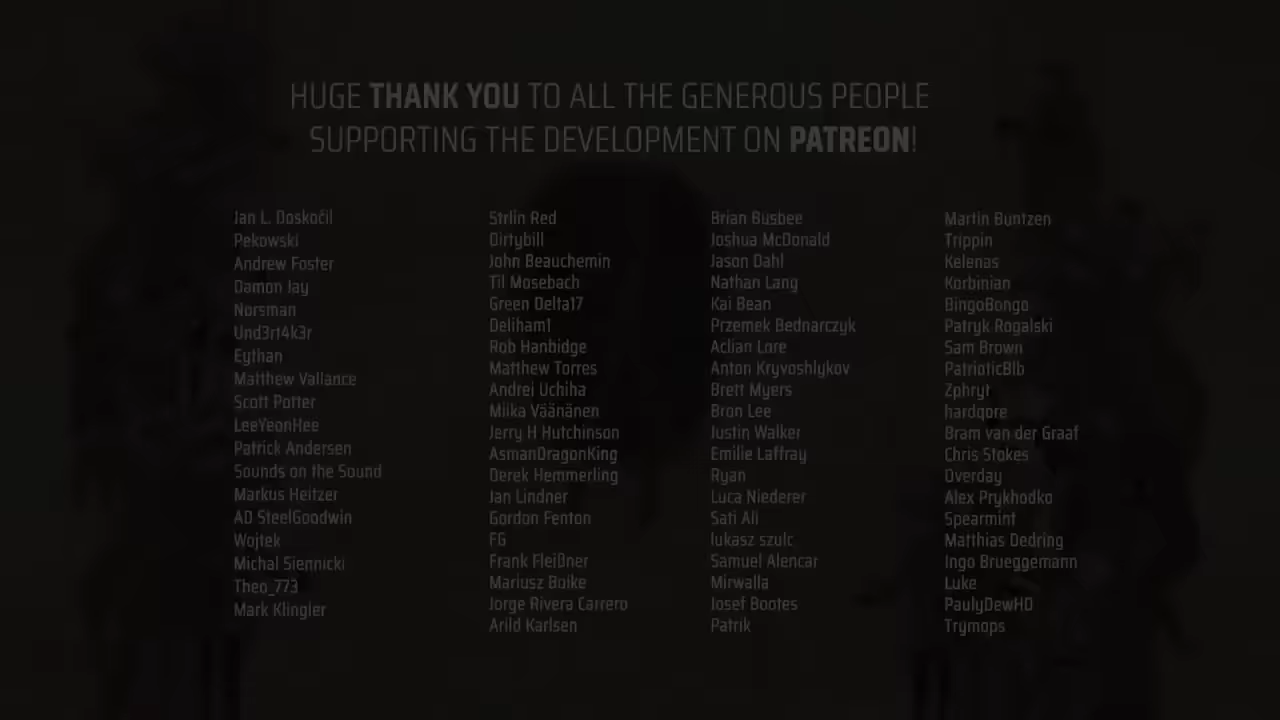 HUGE THANK YOU TO ALL THE GENEROUS PEOPLE
SUPPORTING THE DEVELOPMENT ON PATREON!
Jan L. Doskočil
Pekowski
Andrew Foster
Damon Jay
Norsman
Und3rt4k3r
Eythan
Matthew Vallance
Scott Potter
LeeYeonHee
Patrick Andersen
Sounds on the Sound
Markus Heitzer
AD SteelGoodwin
Wojtek
Michal Siennicki
Theo_773
Mark Klingler
Strlin Red
Dirtybill
John Beauchemin
Til Mosebach
Green Delta17
Deliham1
Rob Hanbidge
Matthew Torres
Andrei Uchiha
Miika Väänänen
Jerry H Hutchinson
AsmanDragonKing
Derek Hemmerling
Jan Lindner
Gordon Fenton
FG
Frank Fleißner
Mariusz Bolke
Jorge Rivera Carrero
Arild Karlsen
Brian Busbee
Joshua McDonald
Jason Dahl
Nathan Lang
Kai Bean
Przemek Bednarczyk
Aclian Lore
Anton Kryvoshlykov
Brett Myers
Bron Lee
Justin Walker
Emilie Laffray
Ryan
Luca Niederer
Sati Ali
lukasz szulc
Samuel Alencar
Mirwalla
Josef Bootes
Patrik
Martin Buntzen
Trippin
Kelenas
Korbinian
BingoBongo
Patryk Rogalski
Sam Brown
PatrioticBlb
Zphryt
hardqore
Bram van der Graaf
Chris Stokes
Overday
Alex Prykhodko
Spearmint
Matthias Dedring
Ingo Brueggemann
Luke
PaulyDewHD
Trymops